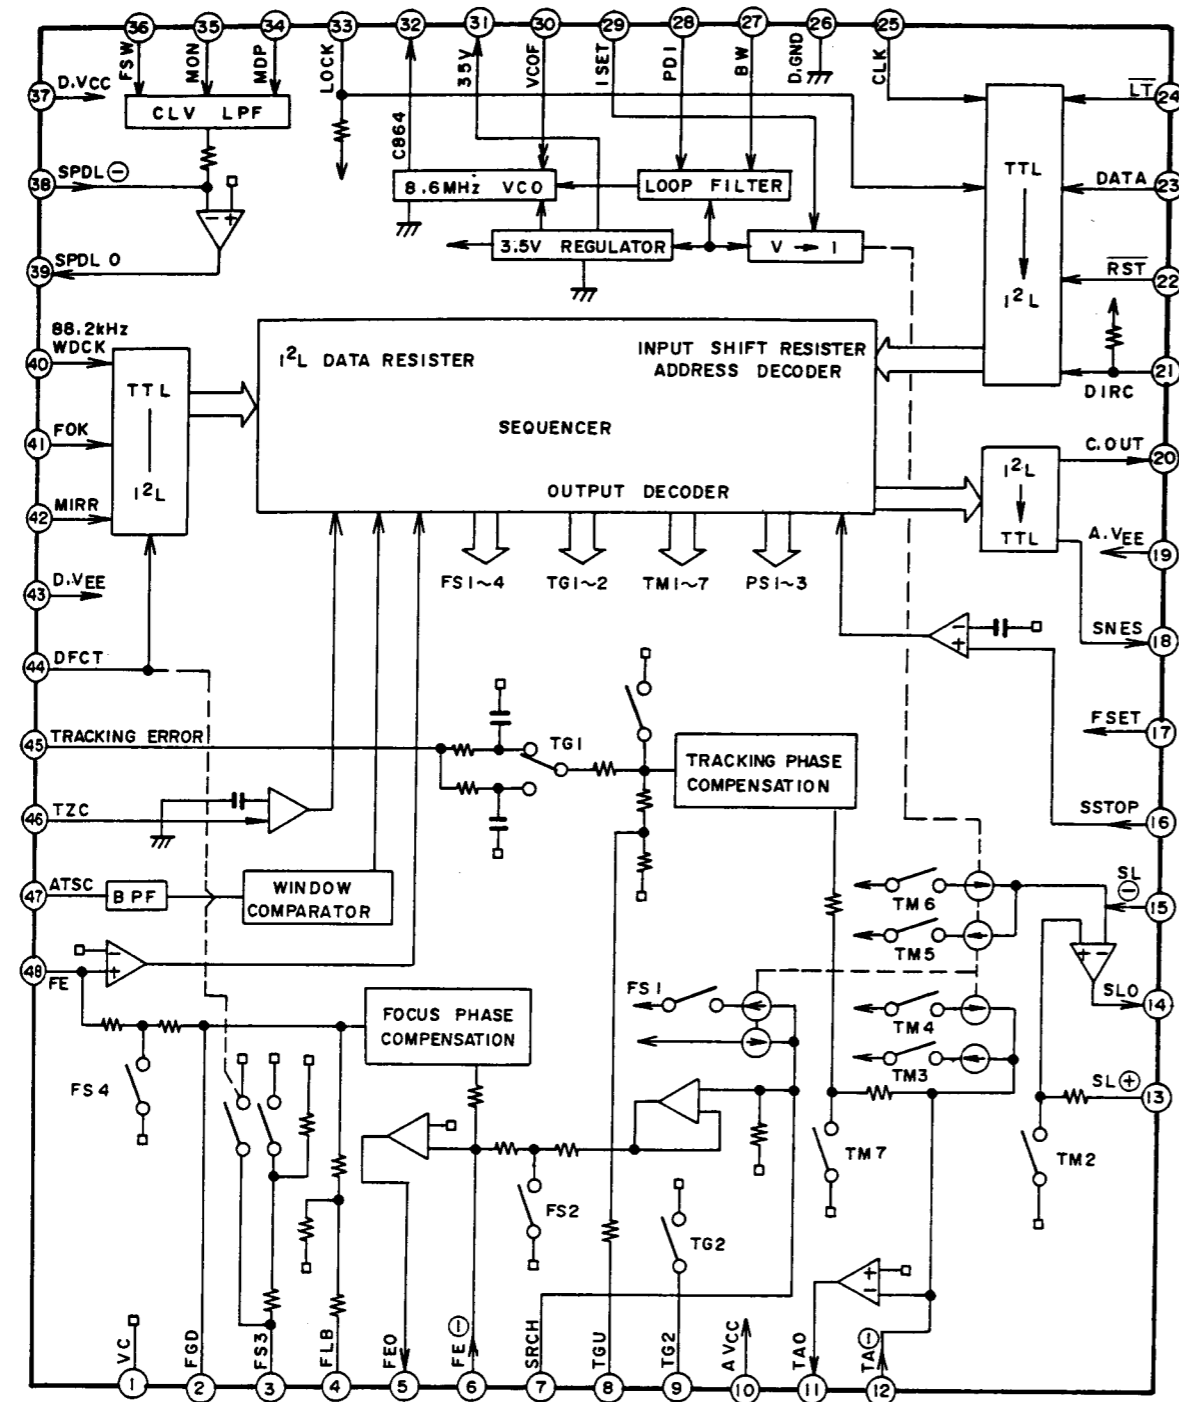 36 35 34 33 32 31 30 29 28 27 26 25
FSW MON MDP LOCK C864 3.5V VCOF ISET PDI BW D.GND CLK
37 D.VCC
CLV LPF
LT 24
38 SPDL ⊖
8.6MHz VCO
LOOP FILTER
TTL
DATA 23
− +
39 SPDL O
3.5V REGULATOR
V → I
I²L
RST 22
88.2kHz
40 WDCK
I²L DATA RESISTER
INPUT SHIFT RESISTER
ADDRESS DECODER
DIRC 21
TTL
41 FOK
SEQUENCER
C.OUT 20
I²L
I²L
42 MIRR
OUTPUT DECODER
TTL
A.VEE 19
43 D.VEE
FS1~4 TG1~2 TM1~7 PS1~3
SNES 18
− +
44 DFCT
45 TRACKING ERROR
TG1
FSET 17
TRACKING PHASE
COMPENSATION
46 TZC
SSTOP 16
47 ATSC
BPF
WINDOW
COMPARATOR
TM6
SL
⊖ 15
TM5
+ −
48 FE
− +
FS1
SLO 14
FOCUS PHASE
COMPENSATION
TM4
FS4
TM3
SL ⊕ 13
TM7
TM2
FS2
TG2
+ −
VC FGD FS3 FLB FEO FE ⊖ SRCH TGU TG2 AVCC TAO TA ⊖
1 2 3 4 5 6 7 8 9 10 11 12